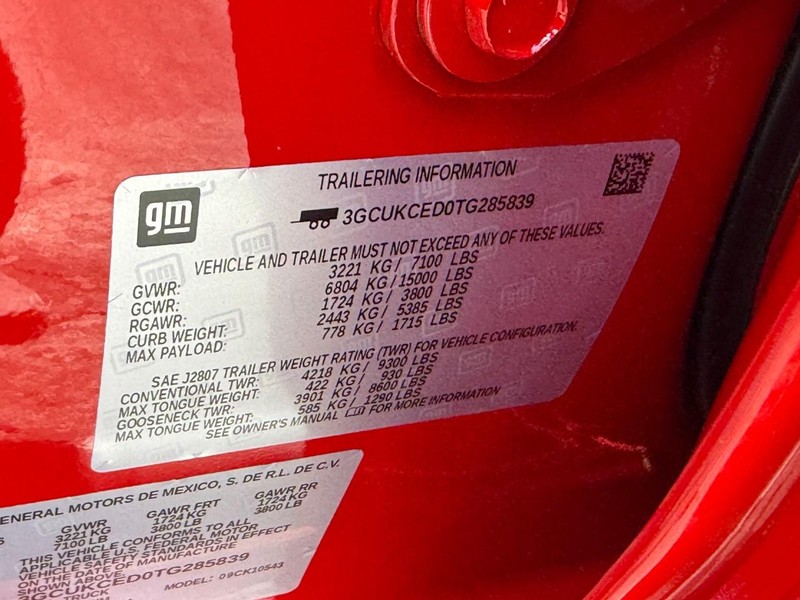 TRAILERING INFORMATION
gm
3GCUKCED0TG285839
VEHICLE AND TRAILER MUST NOT EXCEED ANY OF THESE VALUES.
GVWR: 3221 KG / 7100 LBS
GCWR: 6804 KG / 15000 LBS
RGAWR: 1724 KG / 3800 LBS
CURB WEIGHT: 2443 KG / 5385 LBS
MAX PAYLOAD: 778 KG / 1715 LBS
SAE J2807 TRAILER WEIGHT RATING (TWR) FOR VEHICLE CONFIGURATION.
CONVENTIONAL TWR: 4218 KG / 9300 LBS
MAX TONGUE WEIGHT: 422 KG / 930 LBS
GOOSENECK TWR: 3901 KG / 8600 LBS
MAX TONGUE WEIGHT: 585 KG / 1290 LBS
SEE OWNER'S MANUAL FOR MORE INFORMATION
ENERAL MOTORS DE MEXICO, S. DE R.L. DE C.V.
GVWR GAWR FRT GAWR RR
3221 KG 1724 KG 1724 KG
7100 LB 3800 LB 3800 LB
THIS VEHICLE CONFORMS TO ALL
APPLICABLE U.S. FEDERAL MOTOR
VEHICLE SAFETY STANDARDS IN EFFECT
ON THE DATE OF MANUFACTURE
SHOWN ABOVE.
3GCUKCED0TG285839
TRUCK MODEL: 09CK10543